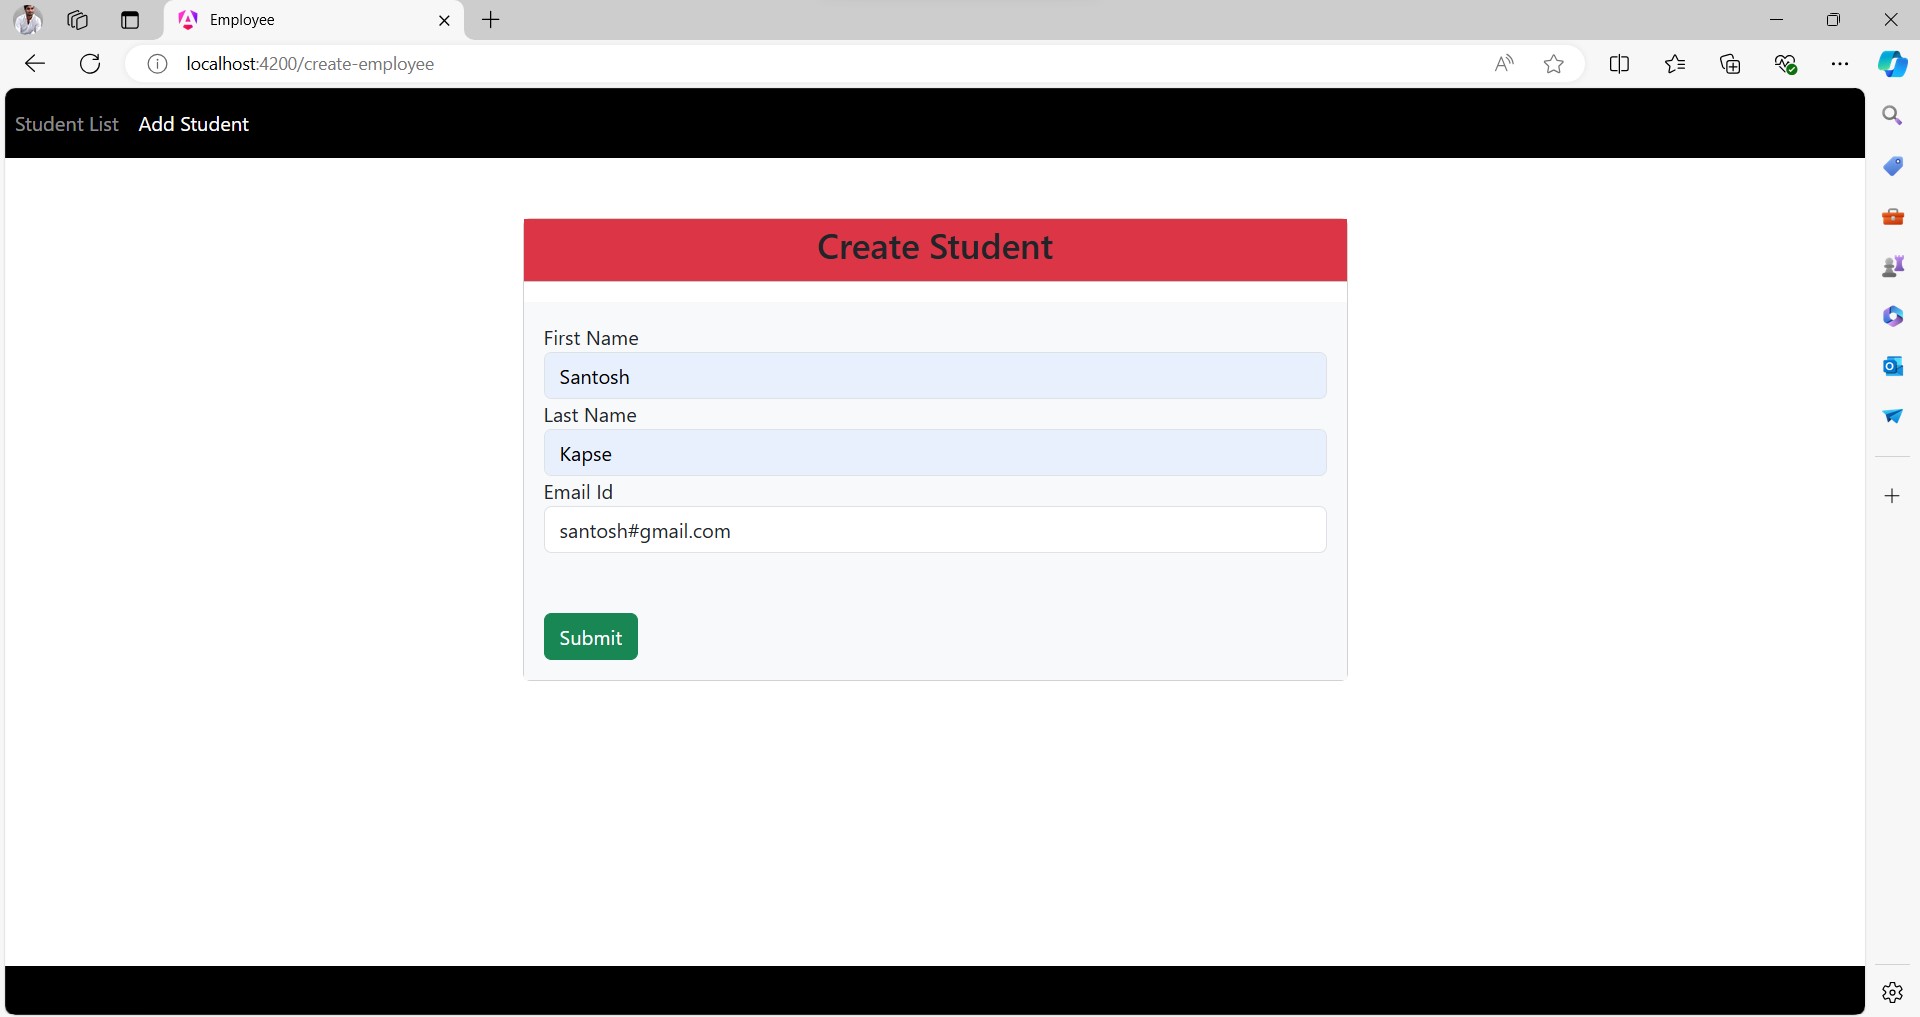 Employee
localhost:4200/create-employee
Student List Add Student
Create Student
First Name
Santosh
Last Name
Kapse
Email Id
santosh#gmail.com
Submit